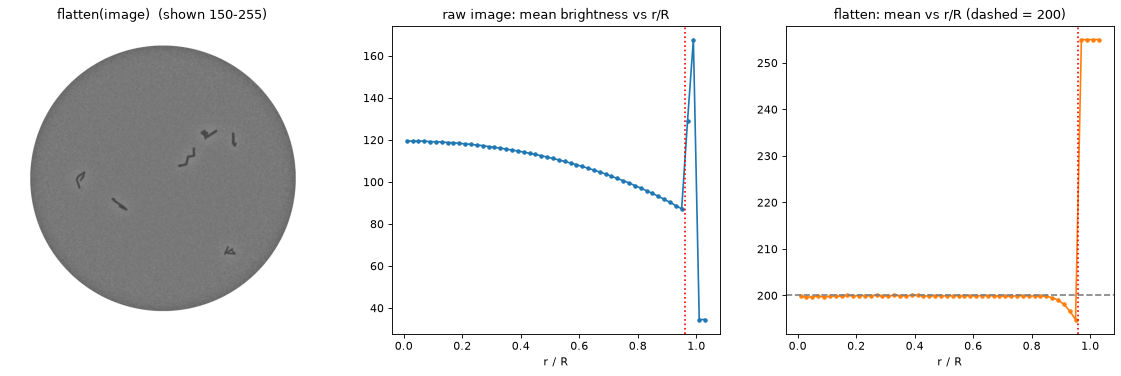 flatten(image)  (shown 150-255)
raw image: mean brightness vs r/R
160
140
120
100
80
60
40
0.0 0.2 0.4 0.6 0.8 1.0
r / R
flatten: mean vs r/R (dashed = 200)
250
240
230
220
210
200
0.0 0.2 0.4 0.6 0.8 1.0
r / R